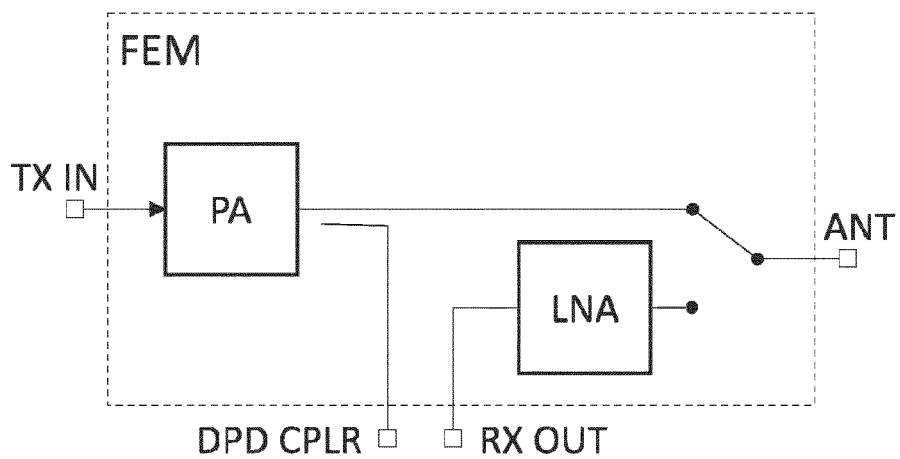 FEM
TX IN
PA
ANT
LNA
DPD CPLR
RX OUT